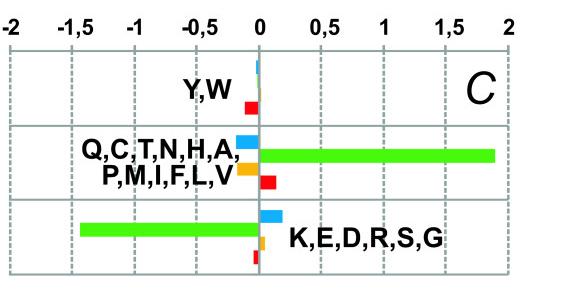 -2 -1,5 -1 -0,5 0 0,5 1 1,5 2
Y,W
C
Q,C,T,N,H,A,
P,M,I,F,L,V
K,E,D,R,S,G